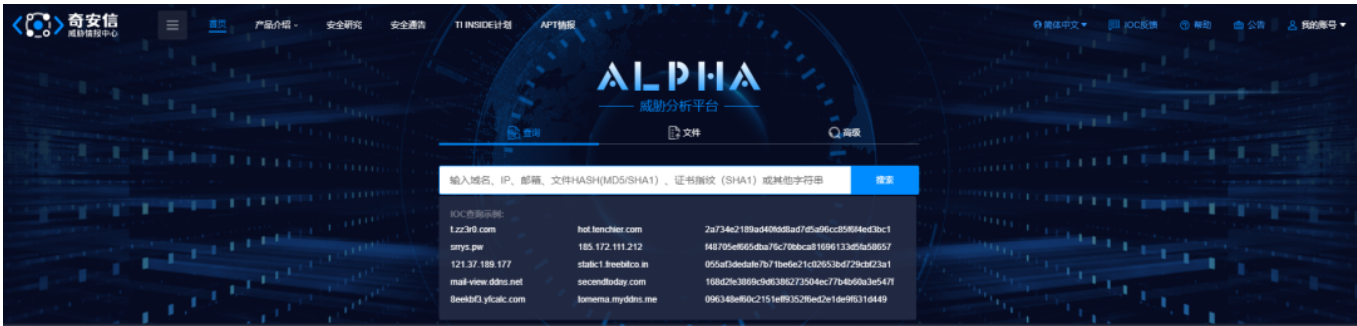 奇安信
威胁情报中心
首页 产品介绍 安全研究 安全通告 TI INSIDE计划 APT情报 简体中文 IOC反馈 帮助 公告 我的账号
ALPHA
威胁分析平台
查询 文件 高级
输入域名、IP、邮箱、文件HASH(MD5/SHA1)、证书指纹(SHA1)或其他字符串 搜索
IOC查询示例:
t.zz3r0.com hot.tenchier.com 2a734e2189ad40fddd8ad7d5a96cc85f6f4ed3bc1
srrys.pw 185.172.111.212 f48705ef665dba76c70bbca81696133d5fa58657
121.37.189.177 static1.freebitco.in 055af3dedafe7b71be6e21c02653bd729cbf23a1
mail-view.ddns.net secendtoday.com 168d2fe3869c9d6386273504ec77b4b60a3e547f
8eekbf3.yfcalc.com tomema.myddns.me 096348ef60c2151eff9352f6ed2e1de9f631d449